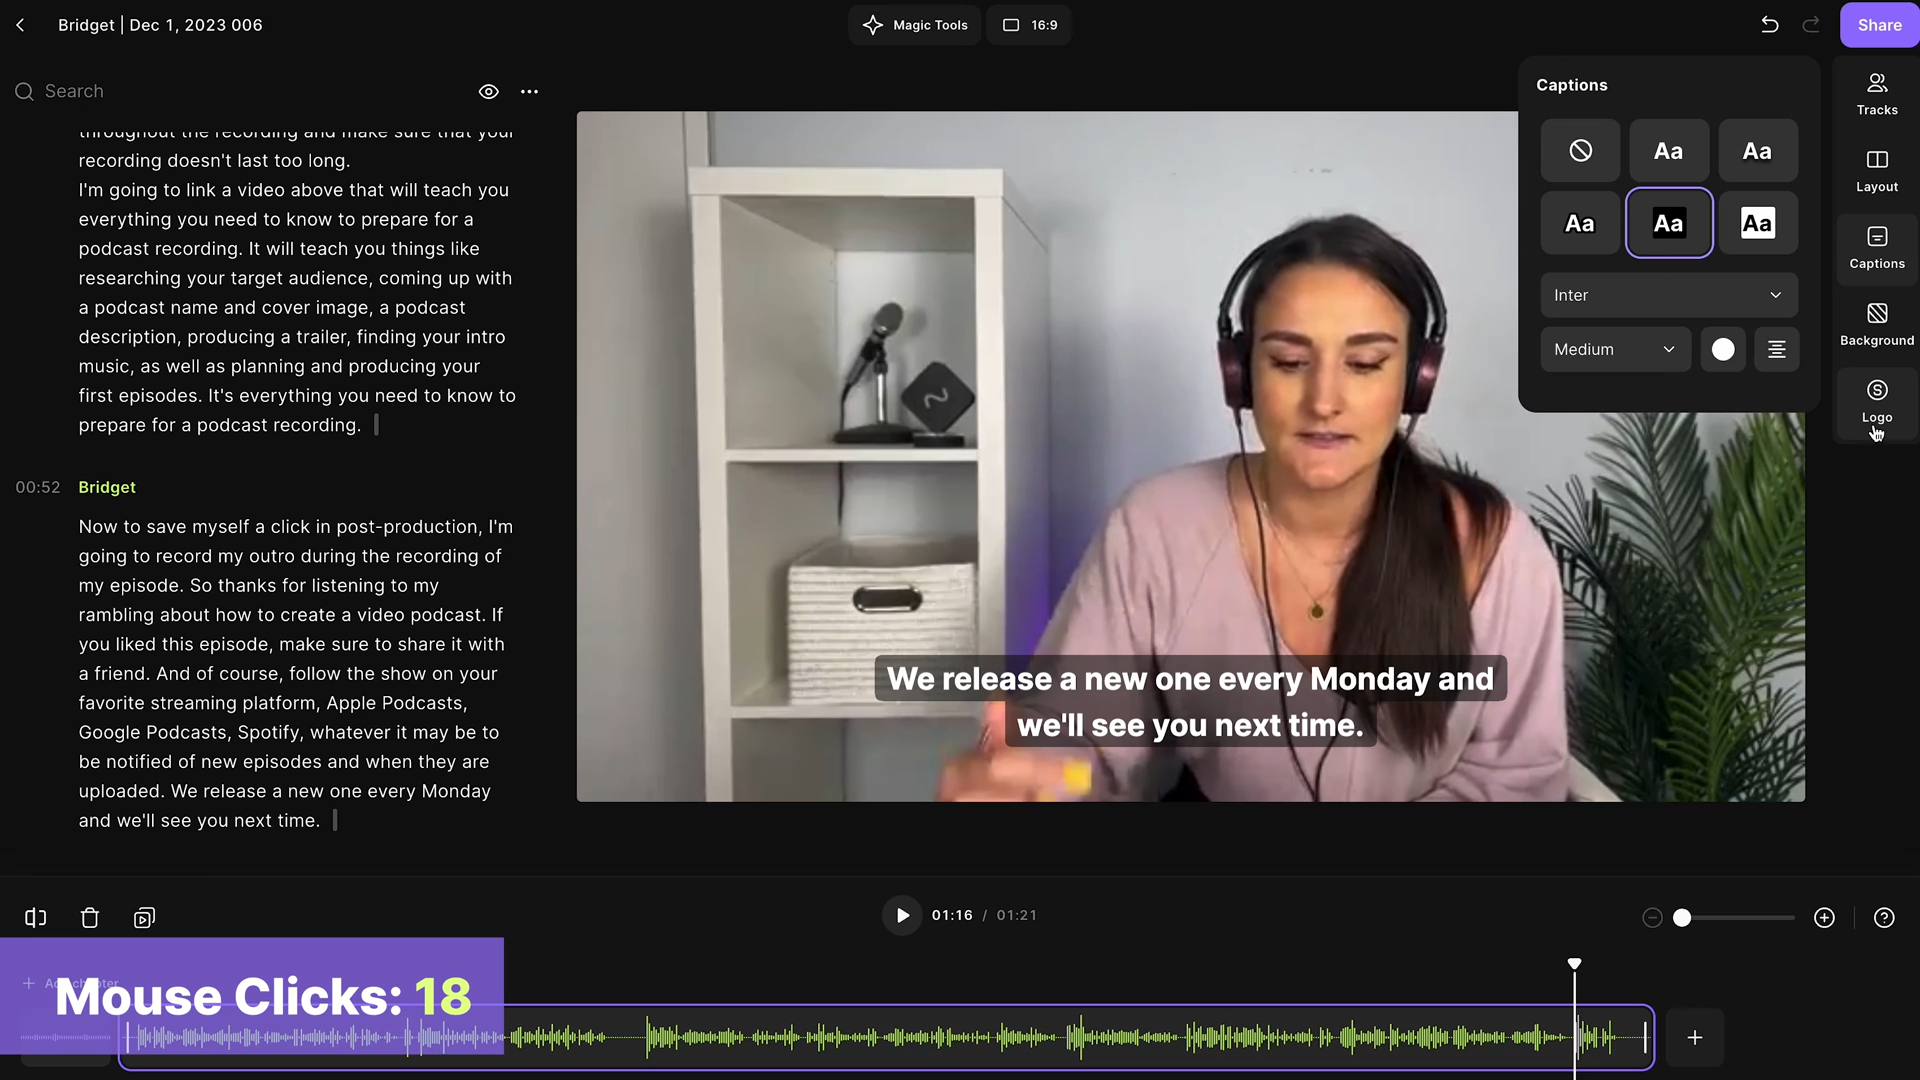 Bridget | Dec 1, 2023 006
Magic Tools
16:9
Share
Search
throughout the recording and make sure that your
recording doesn't last too long.
I'm going to link a video above that will teach you
everything you need to know to prepare for a
podcast recording. It will teach you things like
researching your target audience, coming up with
a podcast name and cover image, a podcast
description, producing a trailer, finding your intro
music, as well as planning and producing your
first episodes. It's everything you need to know to
prepare for a podcast recording.
00:52 Bridget
Now to save myself a click in post-production, I'm
going to record my outro during the recording of
my episode. So thanks for listening to my
rambling about how to create a video podcast. If
you liked this episode, make sure to share it with
a friend. And of course, follow the show on your
favorite streaming platform, Apple Podcasts,
Google Podcasts, Spotify, whatever it may be to
be notified of new episodes and when they are
uploaded. We release a new one every Monday
and we'll see you next time.
We release a new one every Monday and
we'll see you next time.
Captions
Aa Aa
Aa Aa Aa
Inter
Medium
Tracks
Layout
Captions
Background
Logo
01:16 / 01:21
Mouse Clicks: 18